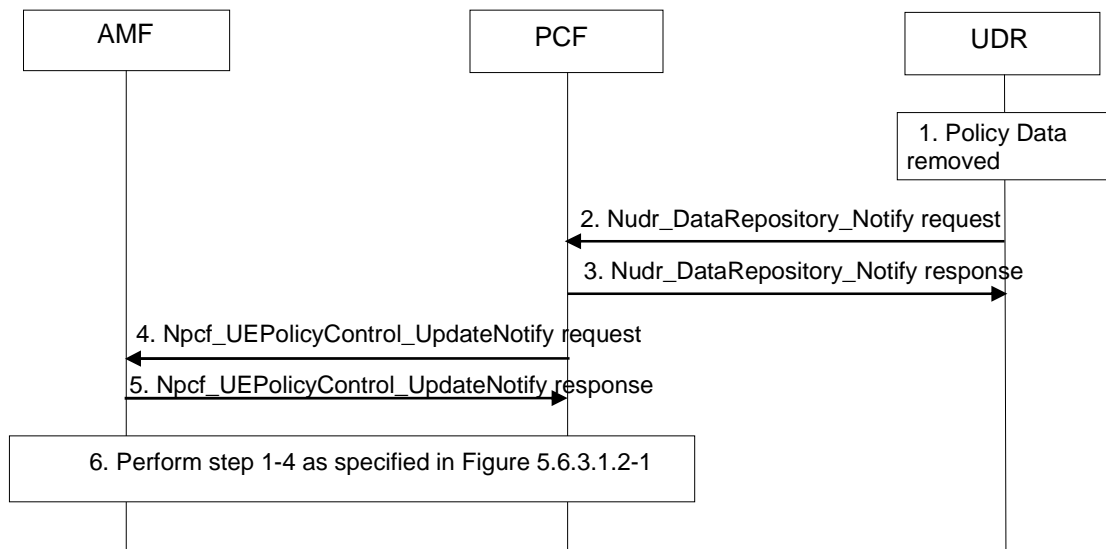 AMF
PCF
UDR
1. Policy Data
removed
2. Nudr_DataRepository_Notify request
3. Nudr_DataRepository_Notify response
4. Npcf_UEPolicyControl_UpdateNotify request
5. Npcf_UEPolicyControl_UpdateNotify response
6. Perform step 1-4 as specified in Figure 5.6.3.1.2-1